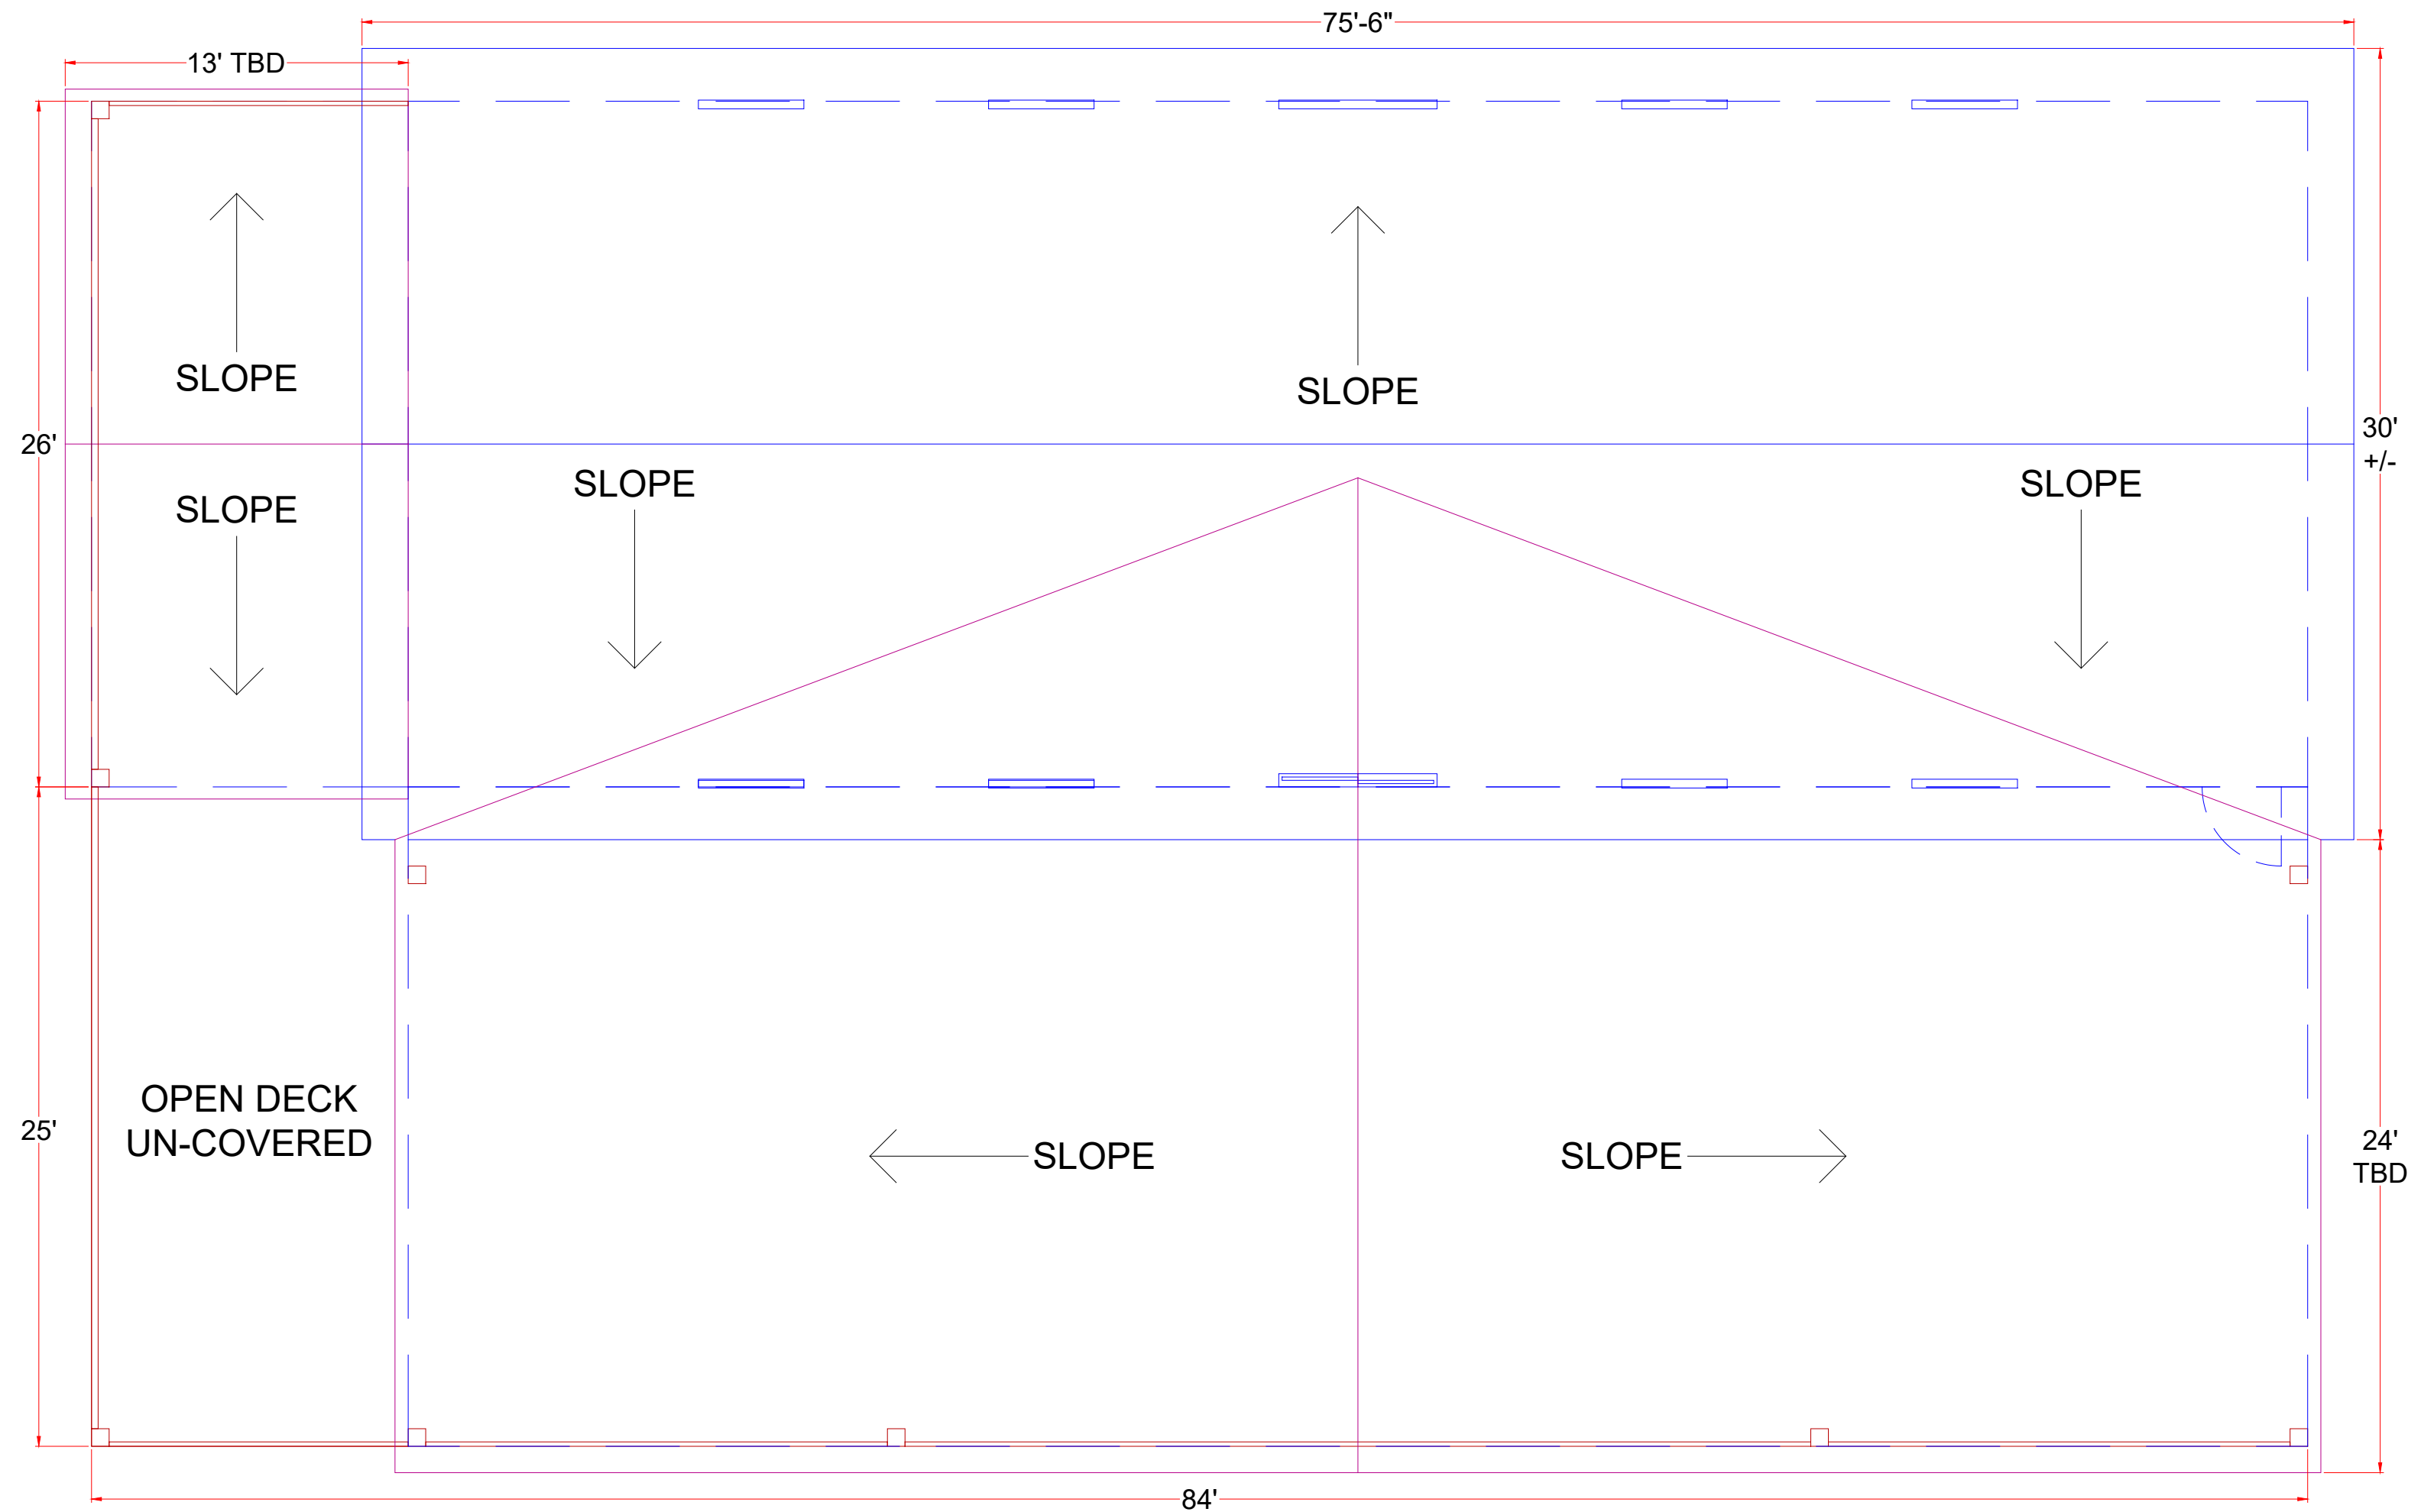 75'-6"
13' TBD
SLOPE
SLOPE
26'
30'
+/-
SLOPE
SLOPE
SLOPE
OPEN DECK
UN-COVERED
25'
SLOPE
SLOPE
24'
TBD
84'